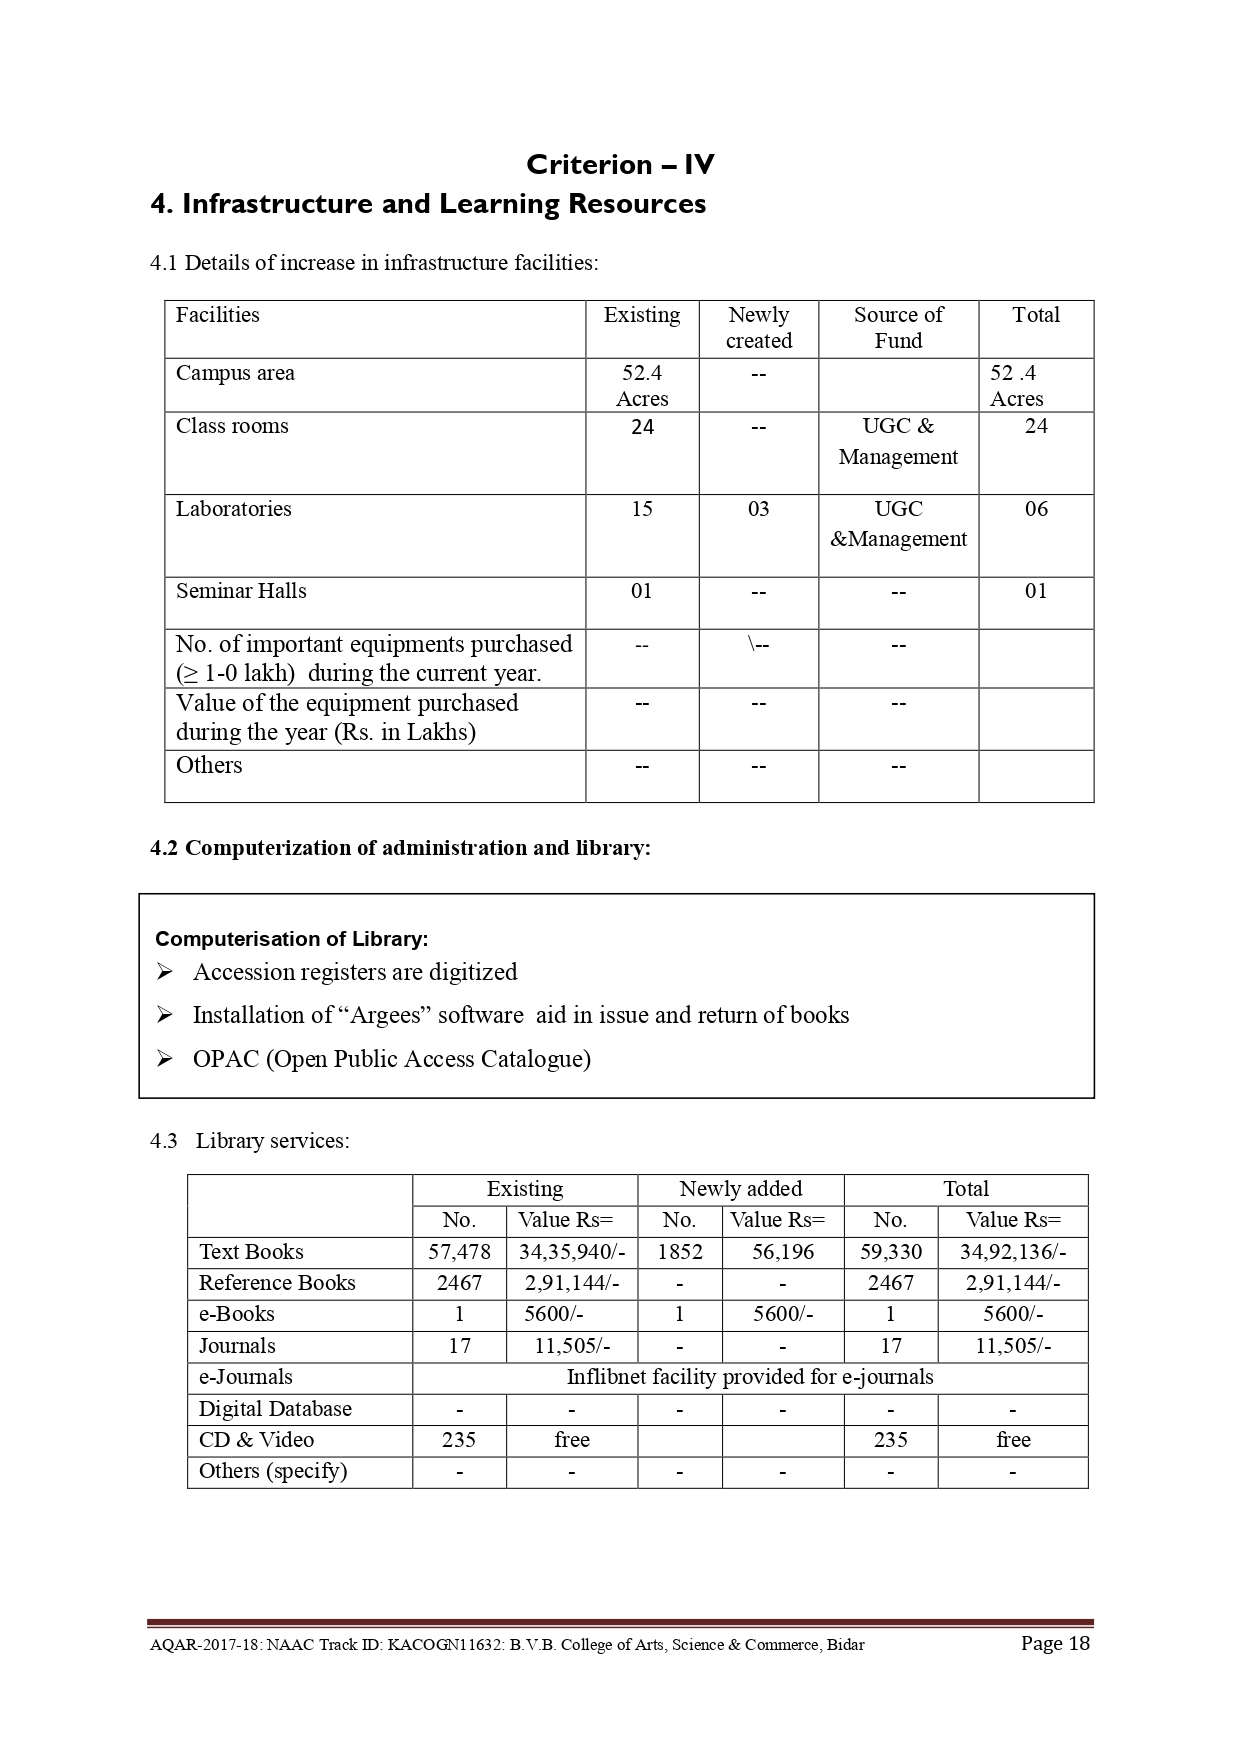 Criterion – IV
4. Infrastructure and Learning Resources
4.1 Details of increase in infrastructure facilities:
Facilities Existing Newly created Source of Fund Total
Campus area 52.4 Acres -- 52 .4 Acres
Class rooms 24 -- UGC & Management 24
Laboratories 15 03 UGC &Management 06
Seminar Halls 01 -- -- 01
No. of important equipments purchased (≥ 1-0 lakh)  during the current year. -- \-- --
Value of the equipment purchased during the year (Rs. in Lakhs) -- -- --
Others -- -- --
4.2 Computerization of administration and library:
Computerisation of Library:
➢ Accession registers are digitized
➢ Installation of “Argees” software  aid in issue and return of books
➢ OPAC (Open Public Access Catalogue)
4.3   Library services:
Existing Newly added Total
No. Value Rs= No. Value Rs= No. Value Rs=
Text Books 57,478 34,35,940/- 1852 56,196 59,330 34,92,136/-
Reference Books 2467 2,91,144/- - - 2467 2,91,144/-
e-Books 1 5600/- 1 5600/- 1 5600/-
Journals 17 11,505/- - - 17 11,505/-
e-Journals Inflibnet facility provided for e-journals
Digital Database - - - - - -
CD & Video 235 free 235 free
Others (specify) - - - - - -
AQAR-2017-18: NAAC Track ID: KACOGN11632: B.V.B. College of Arts, Science & Commerce, Bidar Page 18